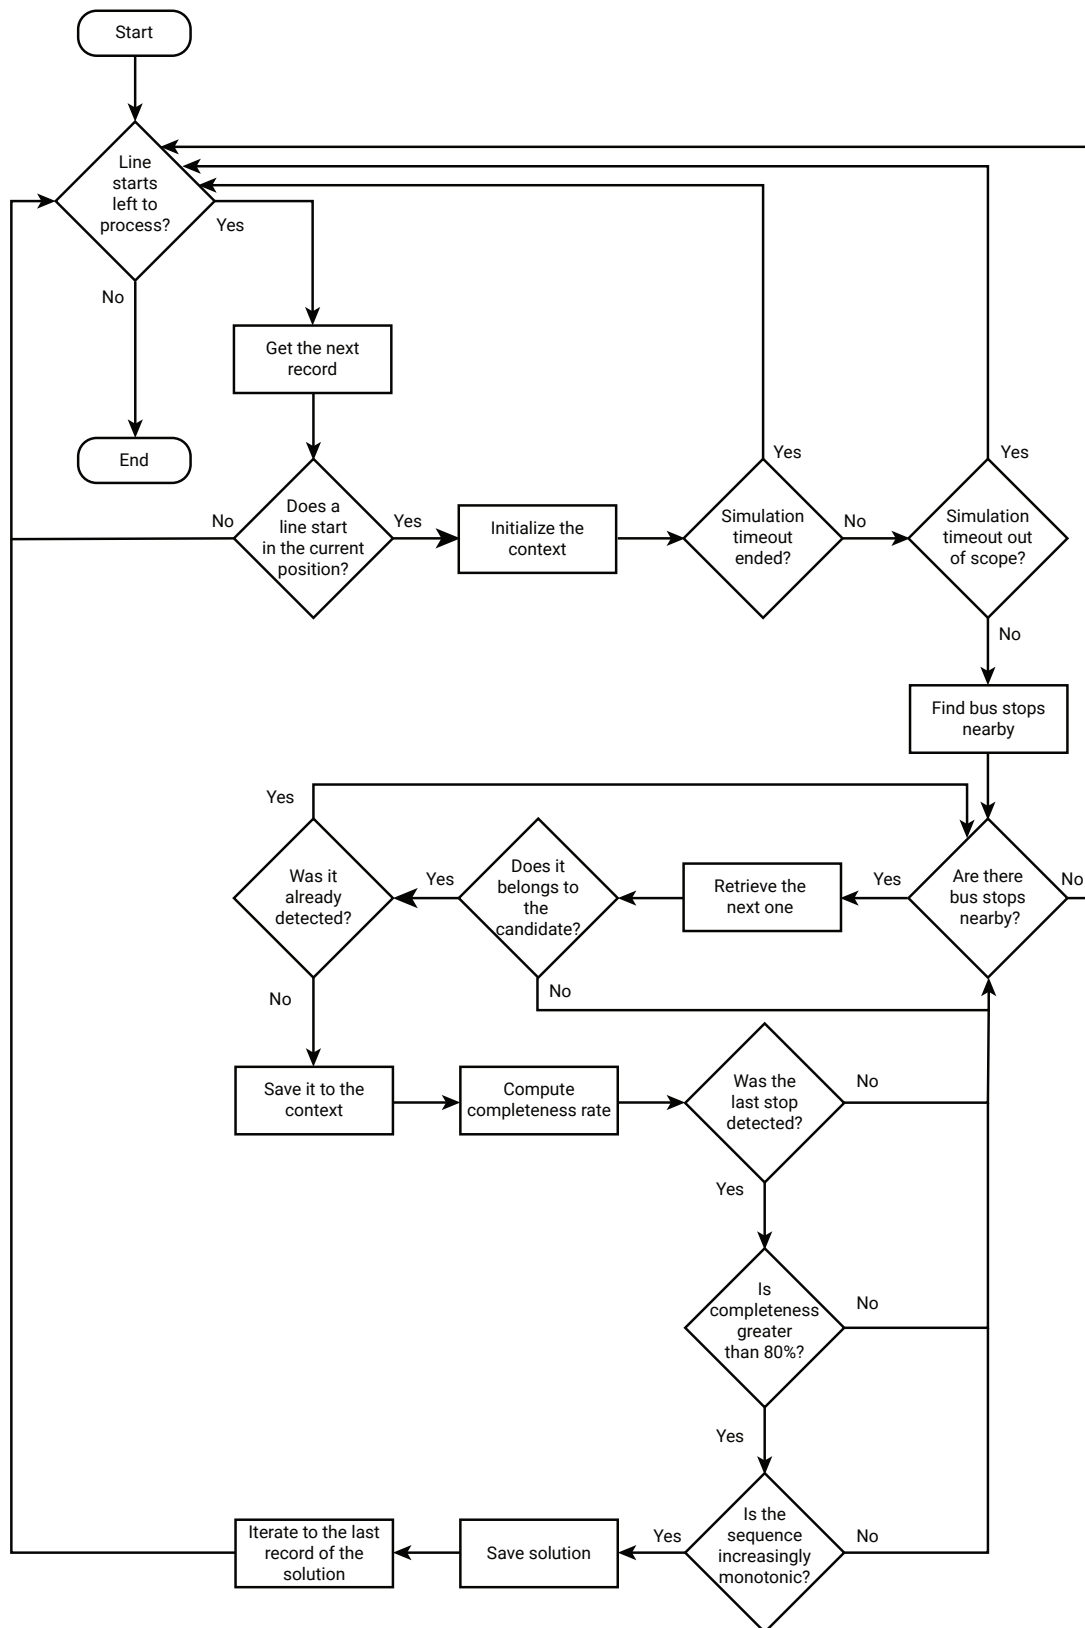 Start
Line
starts
left to
process?
Yes
No
Get the next
record
End
Does a
line start
in the current
position?
No
Yes
Initialize the
context
Simulation
timeout
ended?
Yes
No
Simulation
timeout out
of scope?
Yes
No
Find bus stops
nearby
Are there
bus stops
nearby?
No
Yes
Retrieve the
next one
Does it
belongs to
the
candidate?
Yes
No
Was it
already
detected?
Yes
No
Save it to the
context
Compute
completeness rate
Was the
last stop
detected?
No
Yes
Is
completeness
greater
than 80%?
No
Yes
Is the
sequence
increasingly
monotonic?
No
Yes
Save solution
Iterate to the last
record of the
solution